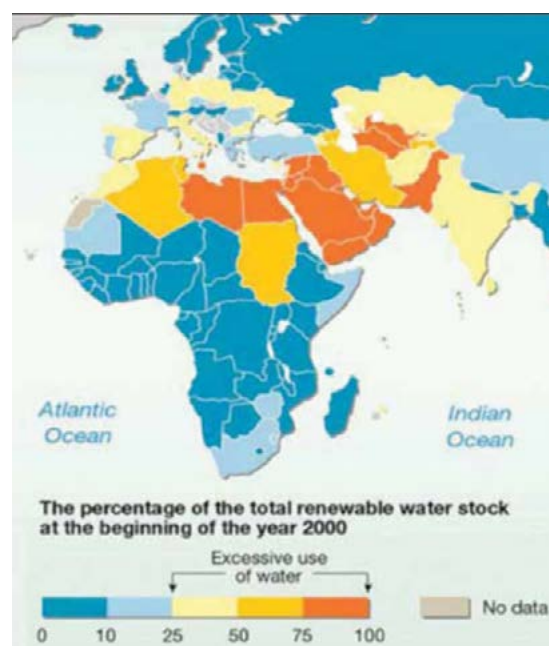 Atlantic
Ocean
Indian
Ocean
The percentage of the total renewable water stock
at the beginning of the year 2000
Excessive use
of water
No data
0 10 25 50 75 100